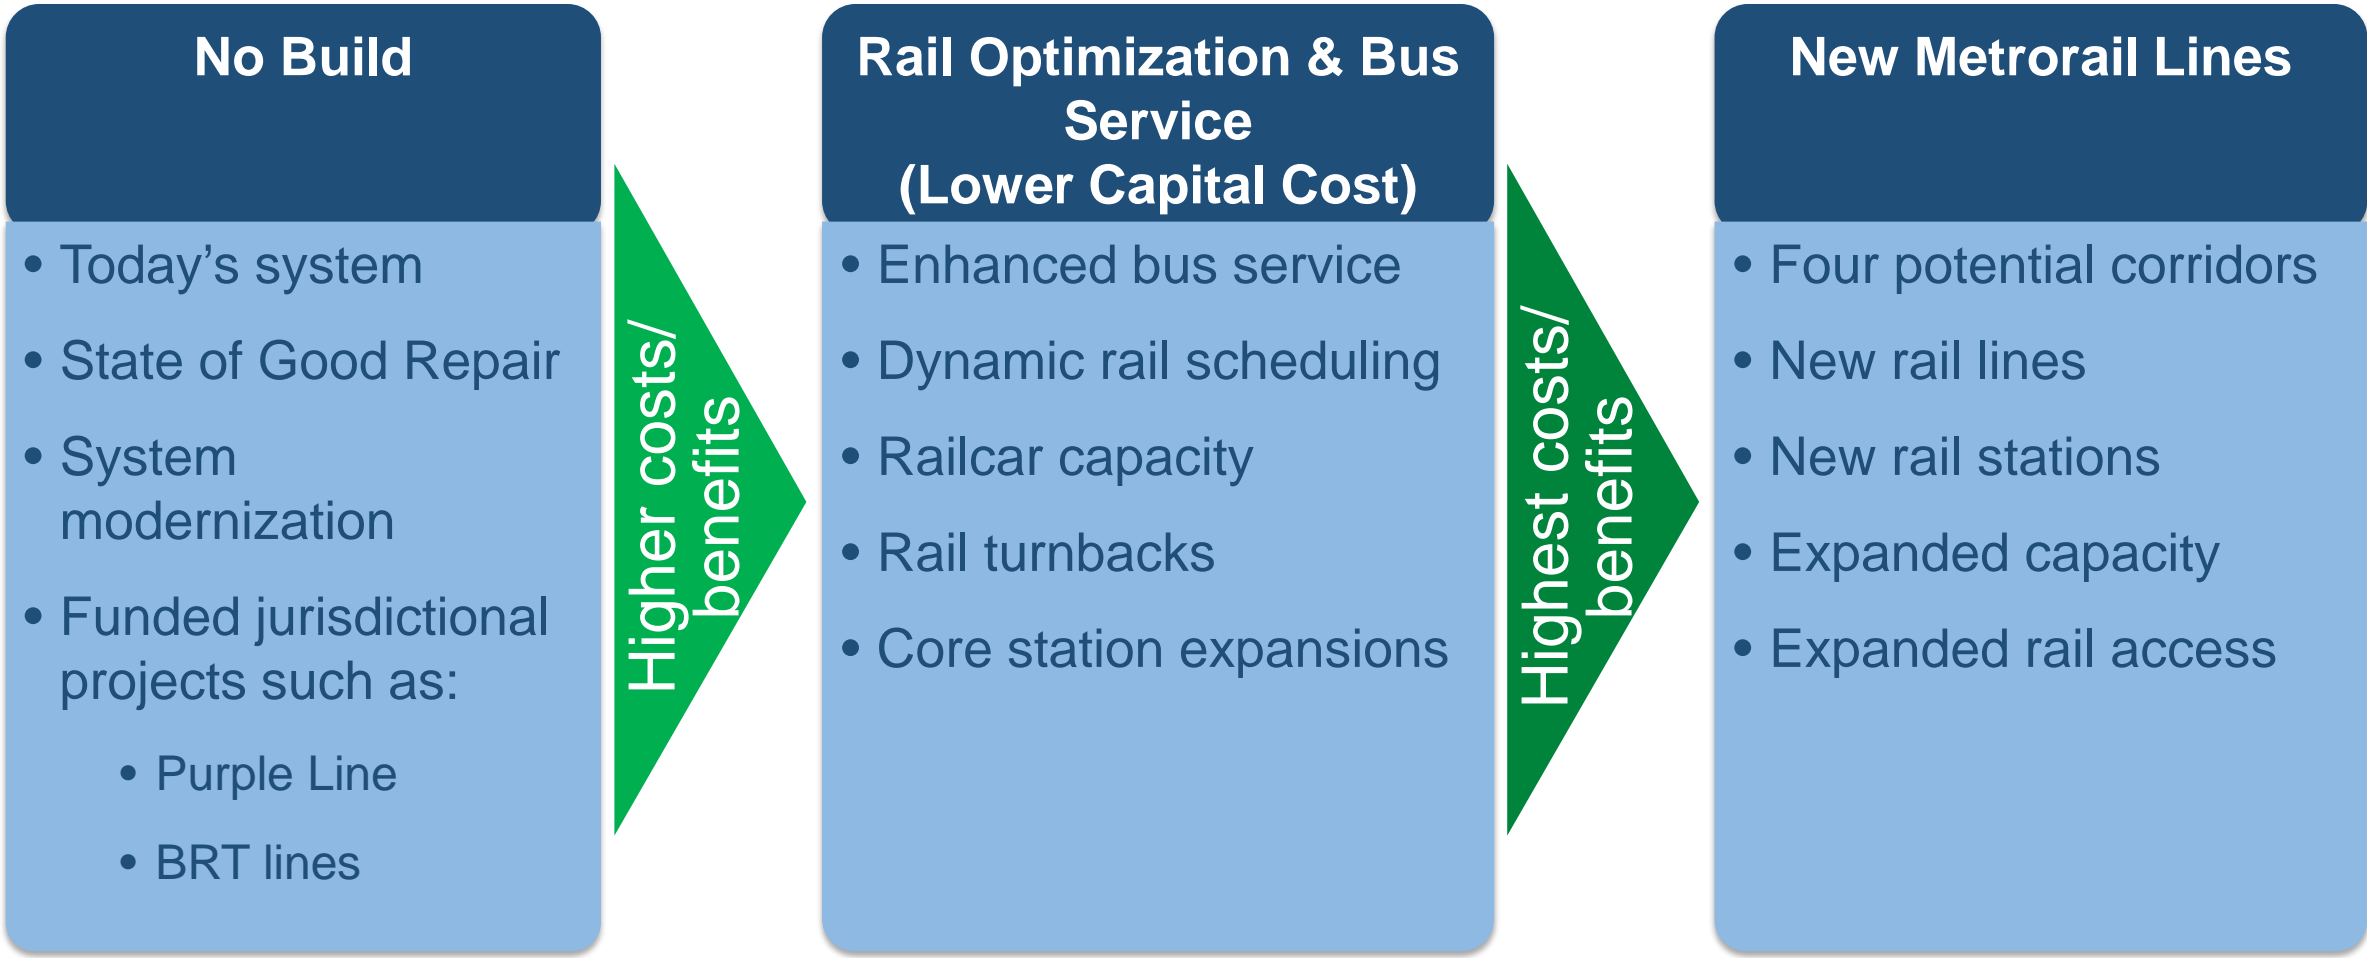 No Build
• Today’s system
• State of Good Repair
• System
modernization
• Funded jurisdictional
projects such as:
• Purple Line
• BRT lines
Higher costs/
benefits
Rail Optimization & Bus
Service
(Lower Capital Cost)
• Enhanced bus service
• Dynamic rail scheduling
• Railcar capacity
• Rail turnbacks
• Core station expansions
Highest costs/
benefits
New Metrorail Lines
• Four potential corridors
• New rail lines
• New rail stations
• Expanded capacity
• Expanded rail access